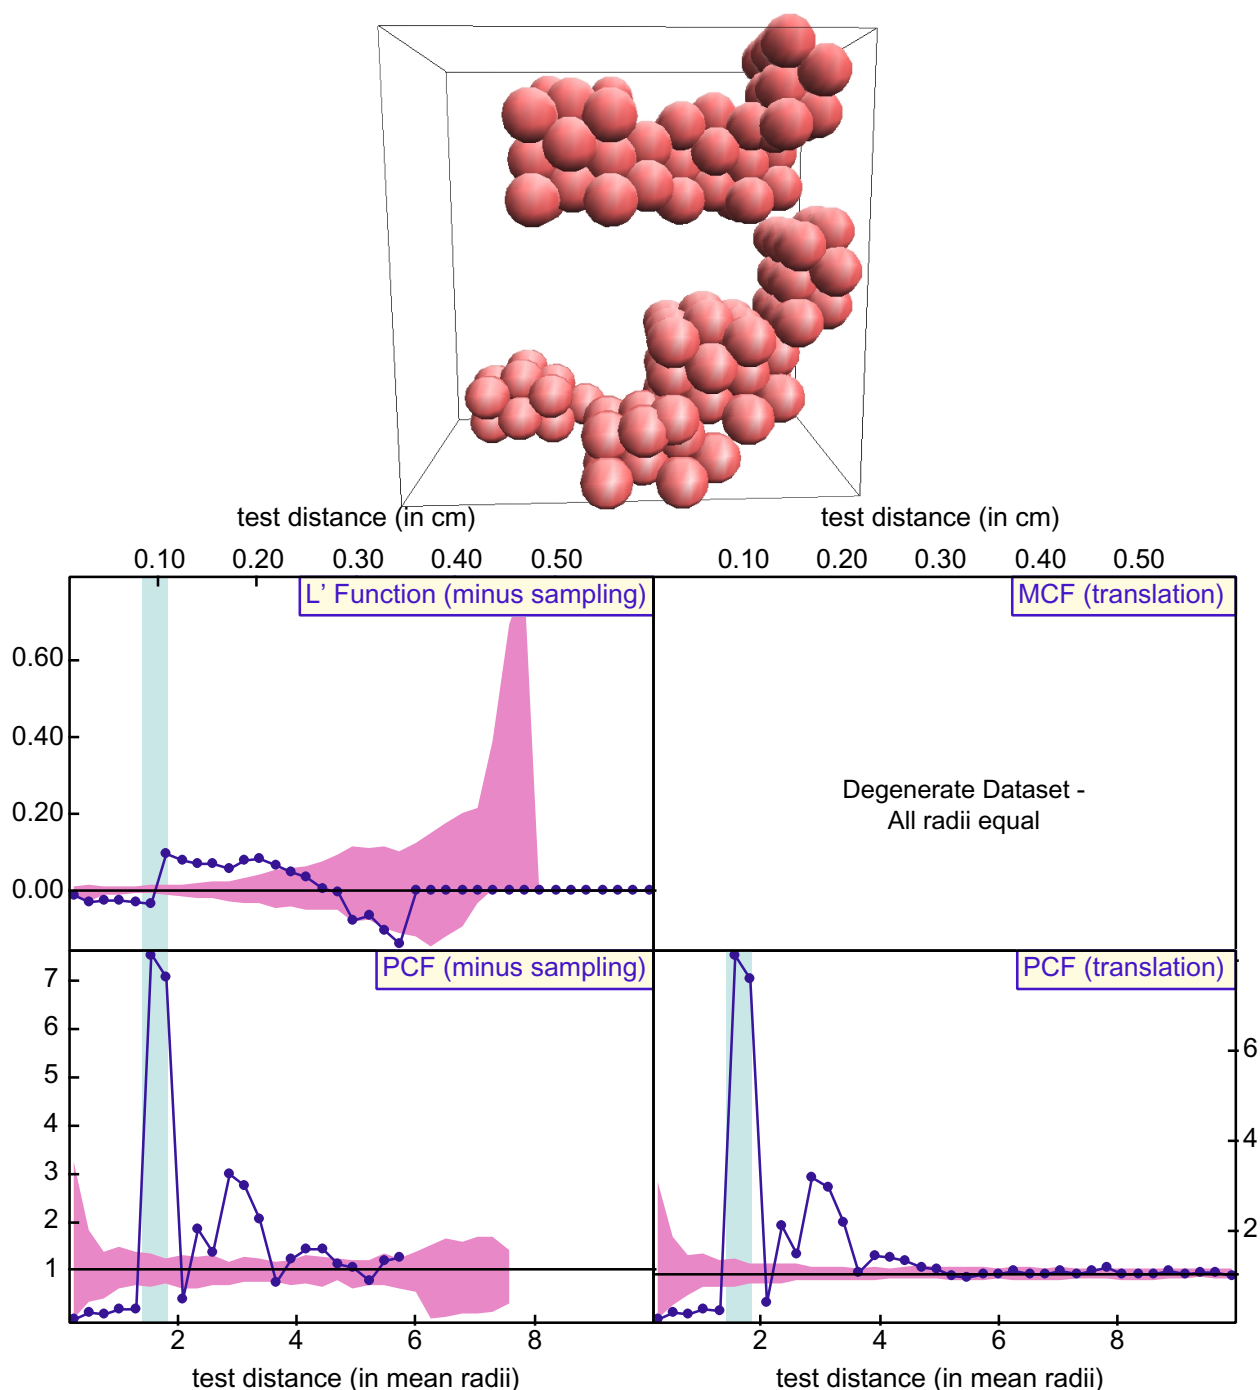 test distance (in cm) test distance (in cm)
0.10 0.20 0.30 0.40 0.50 0.10 0.20 0.30 0.40 0.50
L' Function (minus sampling) MCF (translation)
0.60
0.40
0.20
0.00
Degenerate Dataset -
All radii equal
PCF (minus sampling) PCF (translation)
7
6
5
4
3
2
1
6
4
2
2 4 6 8 2 4 6 8
test distance (in mean radii) test distance (in mean radii)